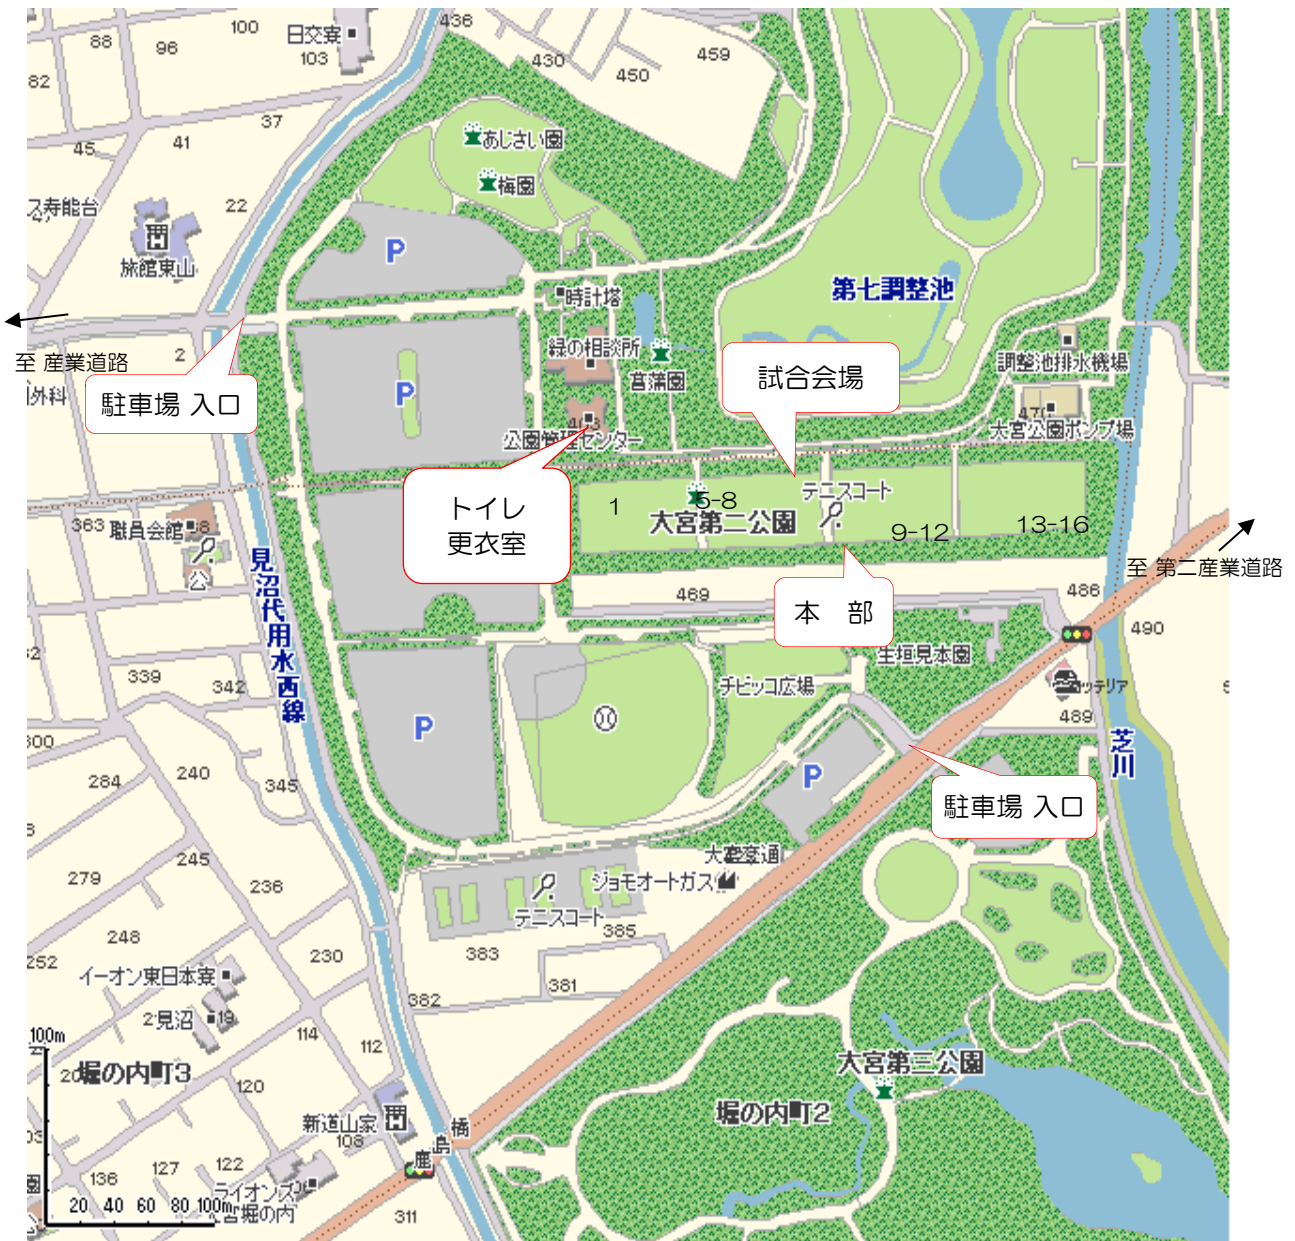 436
88
96
100
日交寮
103
430
450
459
82
37
41
45
あじさい園
梅園
22
ス寿能台
旅館東山
P
第七調整池
時計塔
至 産業道路
2
外科
緑の相談所
菖蒲園
試合会場
調整池排水機場
駐車場 入口
P
403
公園管理センター
470
大宮公園ポンプ場
トイレ
更衣室
1
5-8
テニスコート
大宮第二公園
9-12
13-16
363
職員会館
公
見沼代用水西線
至 第二産業道路
469
486
本 部
490
生垣見本園
339
342
チビッコ広場
ッテリア
489
P
300
284
240
345
P
芝川
駐車場 入口
245
279
236
大宮交通
ジョモオートガス
テニスコート
385
248
252
230
383
イーオン東日本寮
382
381
見沼
19
100m
114
112
堀の内町3
120
大宮第三公園
堀の内町2
新道山家
108
鹿島橋
136
127
122
ライオンズ
宮堀の内
20 40 60 80 100m
311